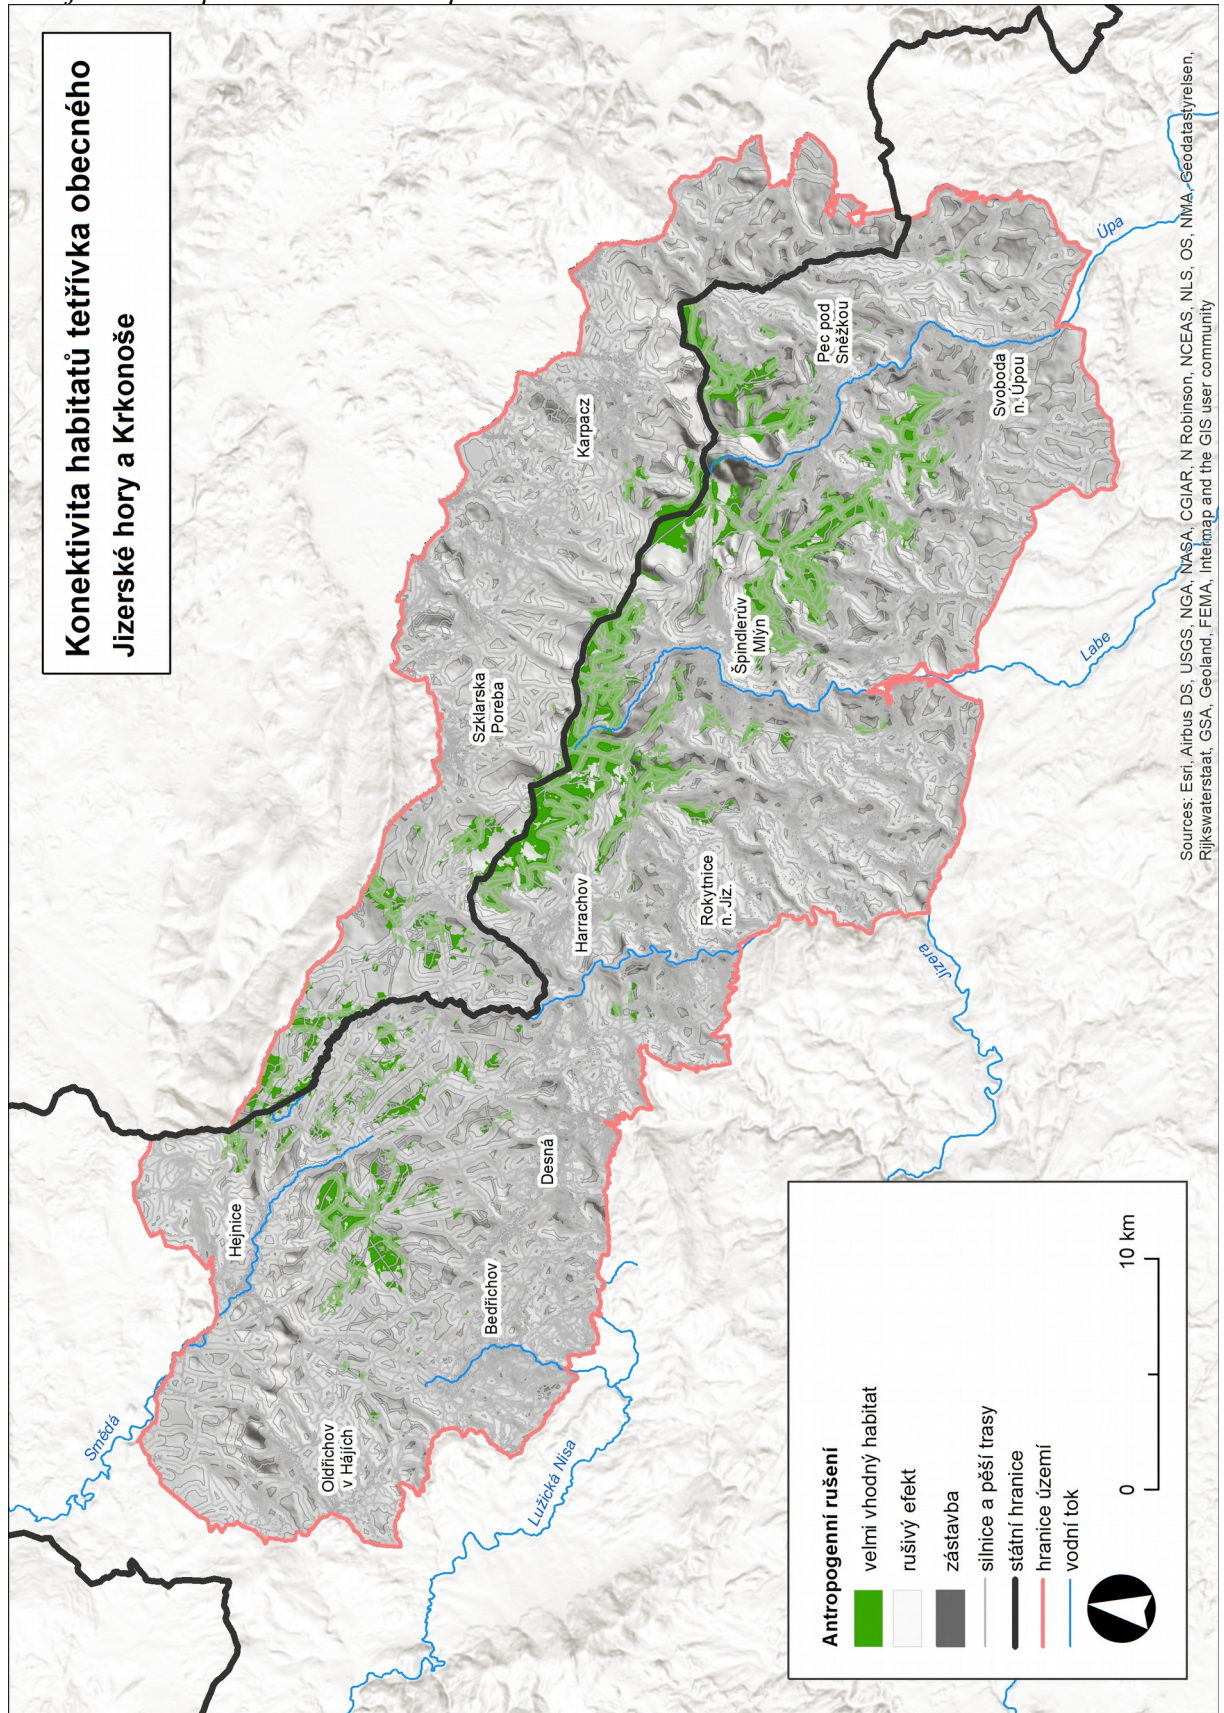 Konektivita habitatů tetřívka obecného
Jizerské hory a Krkonoše
Smědá
Hejnice
Oldřichov
v Hájích
Lužická Nisa
Bedřichov
Desná
Szklarska
Poreba
Karpacz
Harrachov
Rokytnice
n. Jiz.
Jizera
Špindlerův
Mlýn
Labe
Pec pod
Sněžkou
Svoboda
n. Úpou
Úpa
Antropogenní rušení
velmi vhodný habitat
rušivý efekt
zástavba
silnice a pěší trasy
státní hranice
hranice území
vodní tok
0
10 km
Sources: Esri, Airbus DS, USGS, NGA, NASA, CGIAR, N Robinson, NCEAS, NLS, OS, NMA, Geodatastyrelsen,
Rijkswaterstaat, GSA, Geoland, FEMA, Intermap and the GIS user community